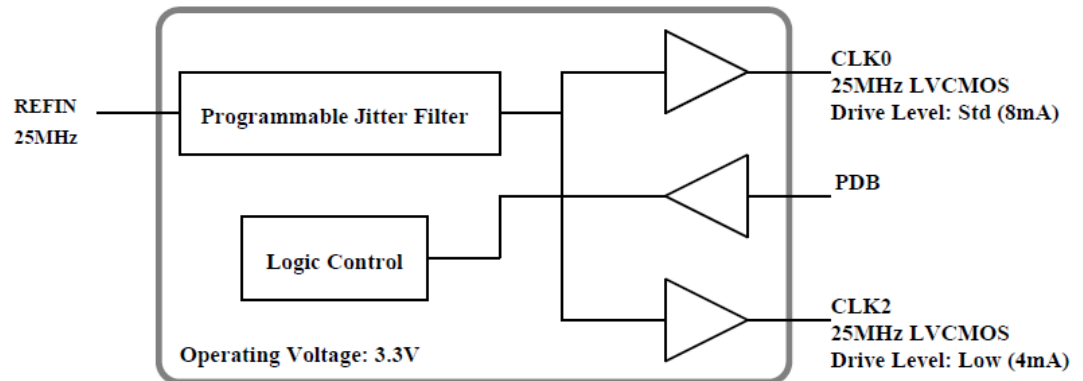 REFIN
25MHz
Programmable Jitter Filter
Logic Control
Operating Voltage: 3.3V
CLK0
25MHz LVCMOS
Drive Level: Std (8mA)
PDB
CLK2
25MHz LVCMOS
Drive Level: Low (4mA)